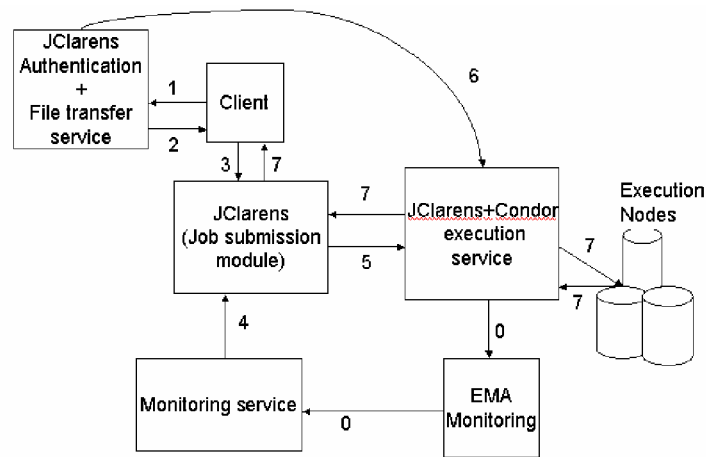 JClarens
Authentication
+
File transfer
service
1
2
Client
6
3
7
JClarens
(Job submission
module)
7
5
JClarens+Condor
execution
service
Execution
Nodes
7
7
4
0
Monitoring service
0
EMA
Monitoring